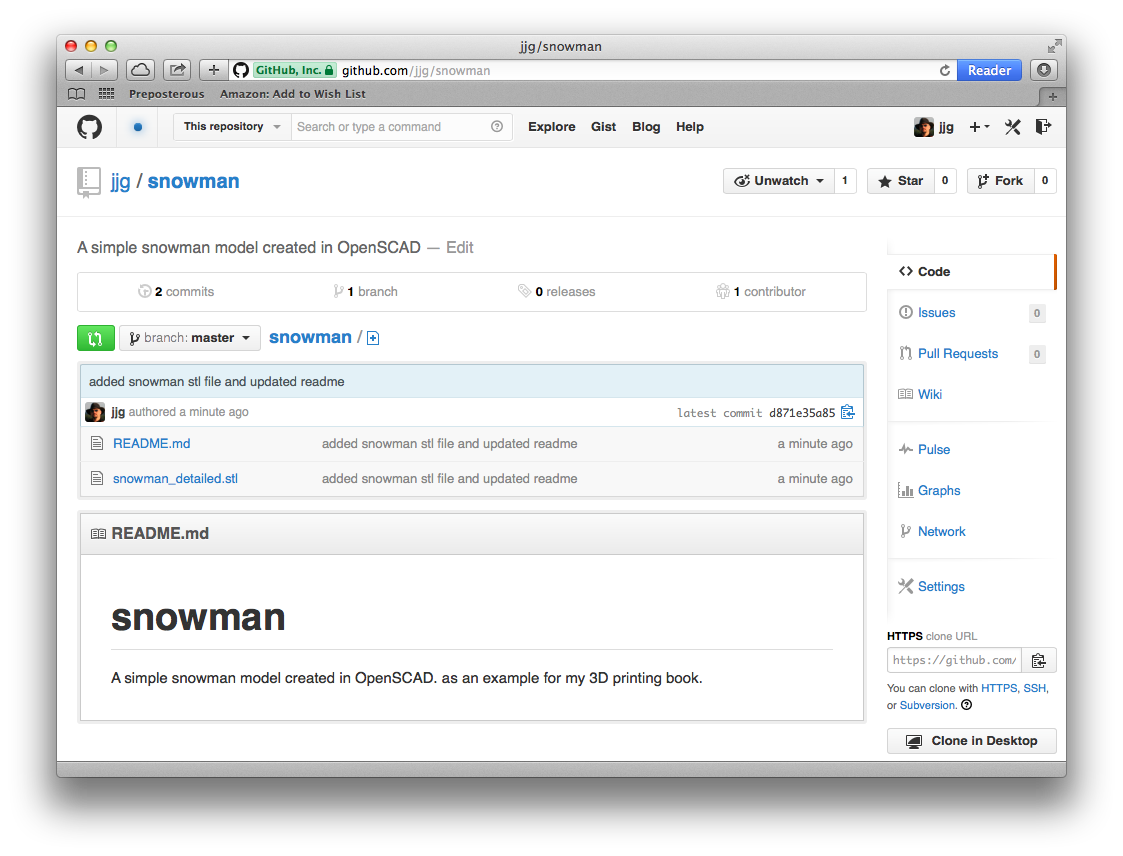 jjg/snowman
GitHub, Inc. github.com/jjg/snowman Reader
Preposterous Amazon: Add to Wish List
This repository Search or type a command Explore Gist Blog Help jjg
jjg / snowman Unwatch 1 Star 0 Fork 0
A simple snowman model created in OpenSCAD — Edit
2 commits 1 branch 0 releases 1 contributor
branch: master snowman /
added snowman stl file and updated readme
jjg authored a minute ago latest commit d871e35a85
README.md added snowman stl file and updated readme a minute ago
snowman_detailed.stl added snowman stl file and updated readme a minute ago
README.md
snowman
A simple snowman model created in OpenSCAD. as an example for my 3D printing book.
Code
Issues 0
Pull Requests 0
Wiki
Pulse
Graphs
Network
Settings
HTTPS clone URL
https://github.com/
You can clone with HTTPS, SSH,
or Subversion.
Clone in Desktop